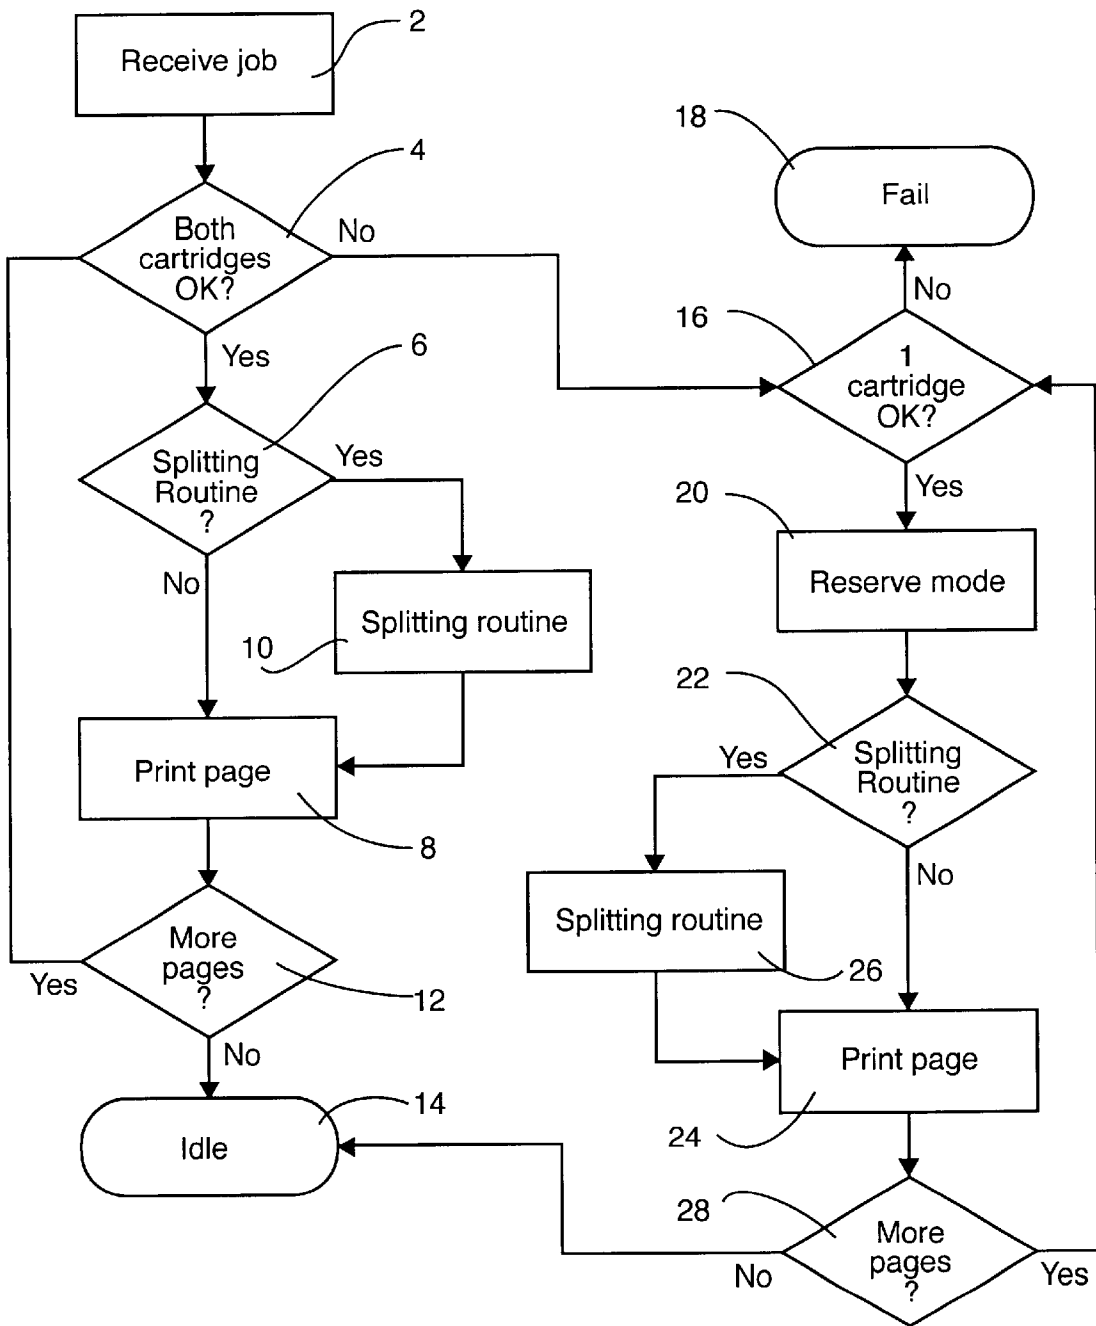 Receive job
2
Both
cartridges
OK?
4
No
Yes
Splitting
Routine
?
6
Yes
No
Splitting routine
10
Print page
8
More
pages
?
12
Yes
No
Idle
14
18
Fail
No
16
1
cartridge
OK?
Yes
20
Reserve mode
22
Splitting
Routine
?
Yes
No
Splitting routine
26
Print page
24
28
More
pages
?
No
Yes